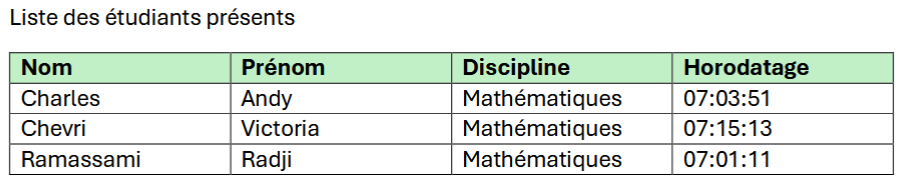 Liste des étudiants présents
Nom Prénom Discipline Horodatage
Charles Andy Mathématiques 07:03:51
Chevri Victoria Mathématiques 07:15:13
Ramassami Radji Mathématiques 07:01:11